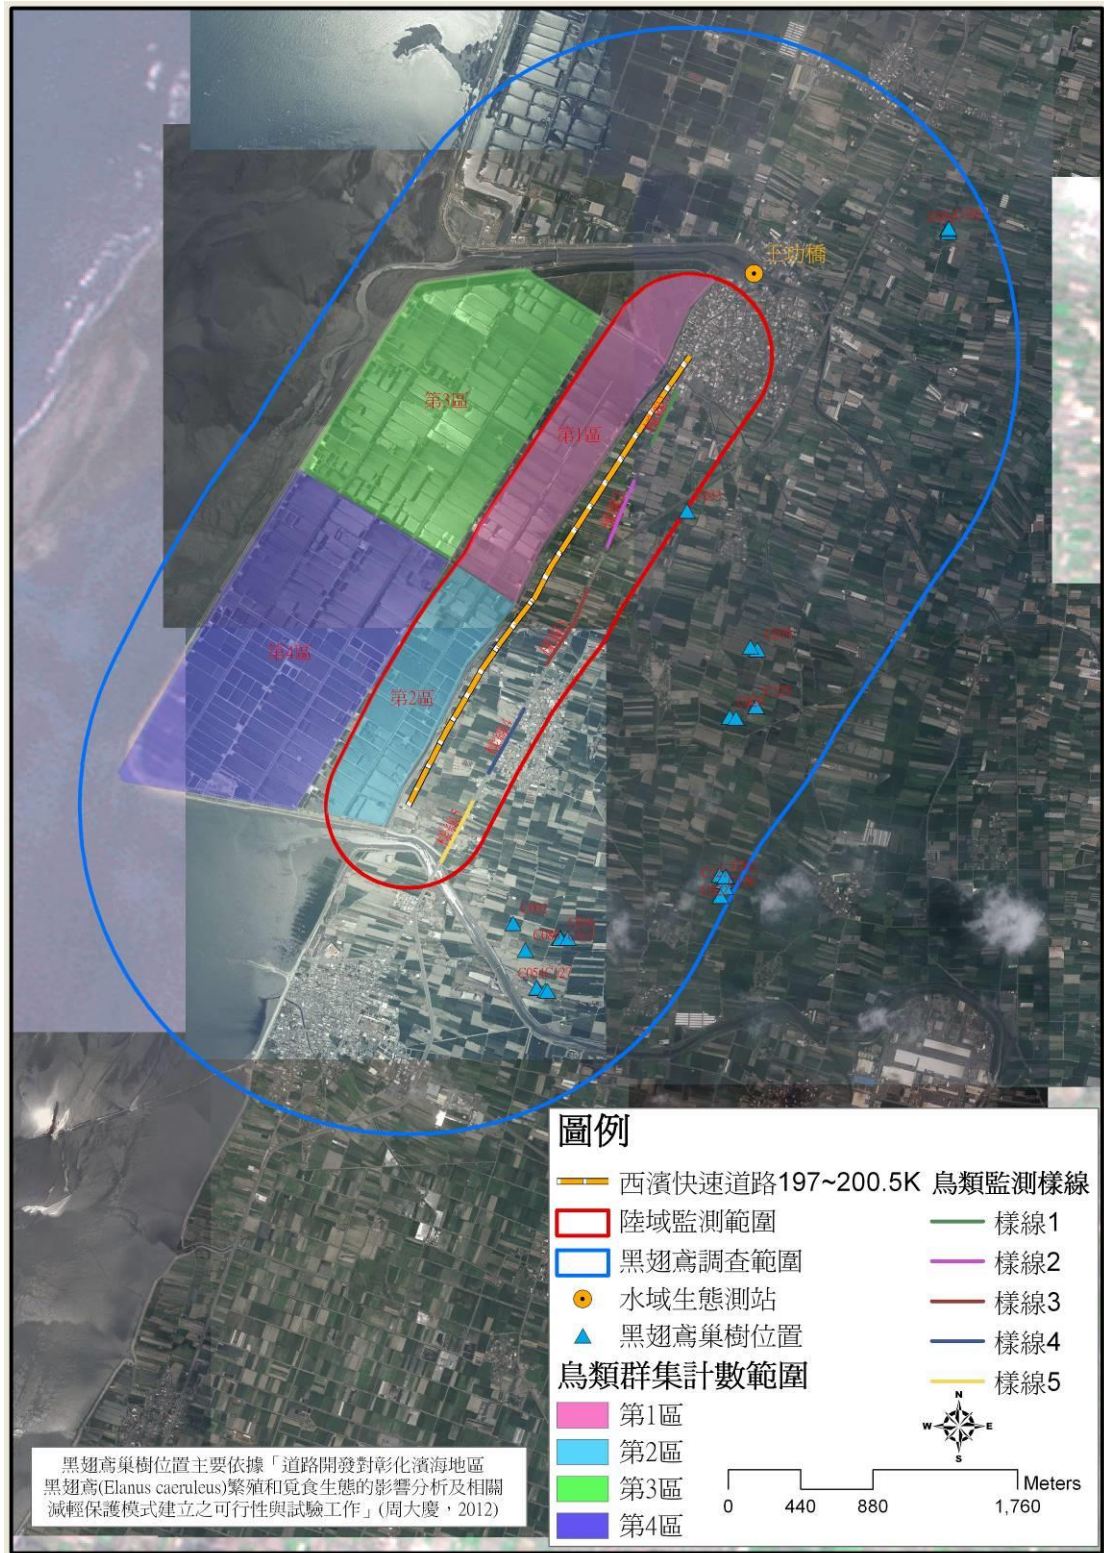 王功橋
第3區
第1區
第4區
第2區
圖例
西濱快速道路197~200.5K
陸域監測範圍
黑翅鳶調查範圍
水域生態測站
黑翅鳶巢樹位置
鳥類群集計數範圍
第1區
第2區
第3區
第4區
鳥類監測樣線
樣線1
樣線2
樣線3
樣線4
樣線5
N
W
E
S
Meters
0
440
880
1,760
黑翅鳶巢樹位置主要依據「道路開發對彰化濱海地區
黑翅鳶(Elanus caeruleus)繁殖和覓食生態的影響分析及相關
減輕保護模式建立之可行性與試驗工作」(周大慶,2012)